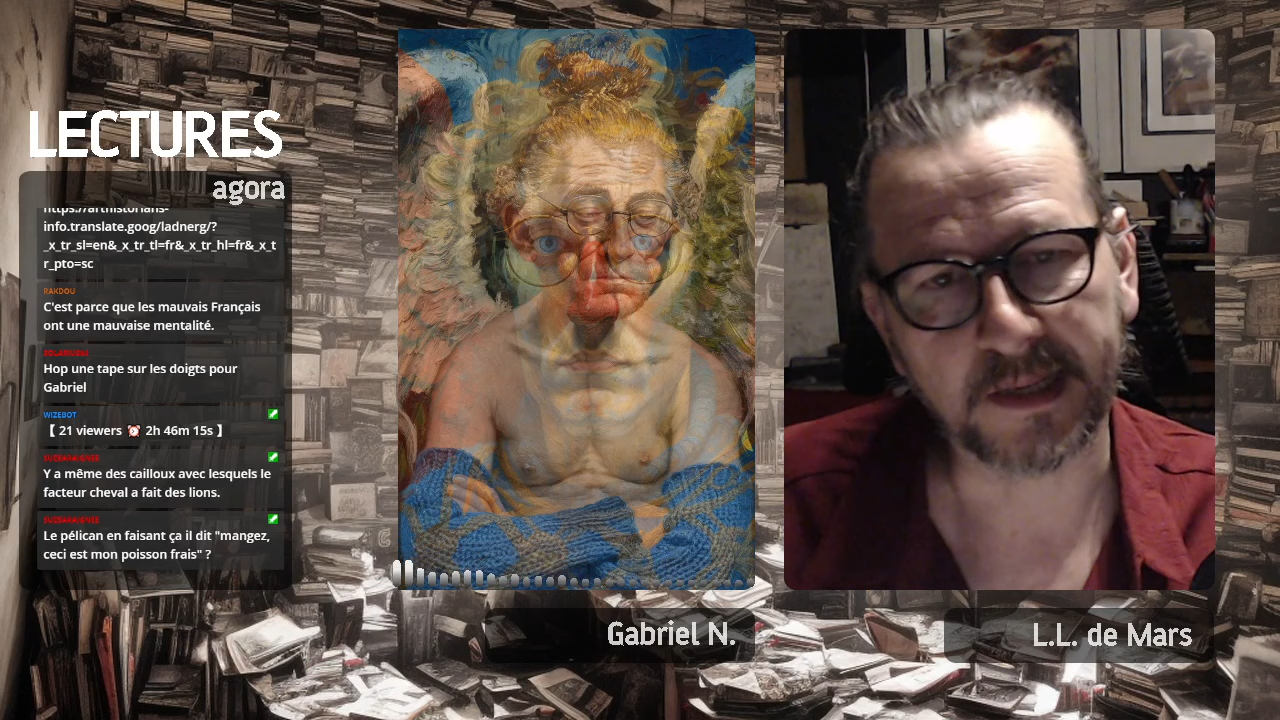 LECTURES
agora
https://arthistorians-
info.translate.goog/ladnerg/?
_x_tr_sl=en&_x_tr_tl=fr&_x_tr_hl=fr&_x_t
r_pto=sc
RAKDOU
C'est parce que les mauvais Français
ont une mauvaise mentalité.
Hop une tape sur les doigts pour
Gabriel
WIZEBOT
【 21 viewers ⏰ 2h 46m 15s 】
Y a même des cailloux avec lesquels le
facteur cheval a fait des lions.
Le pélican en faisant ça il dit "mangez,
ceci est mon poisson frais" ?
Gabriel N.
L.L. de Mars